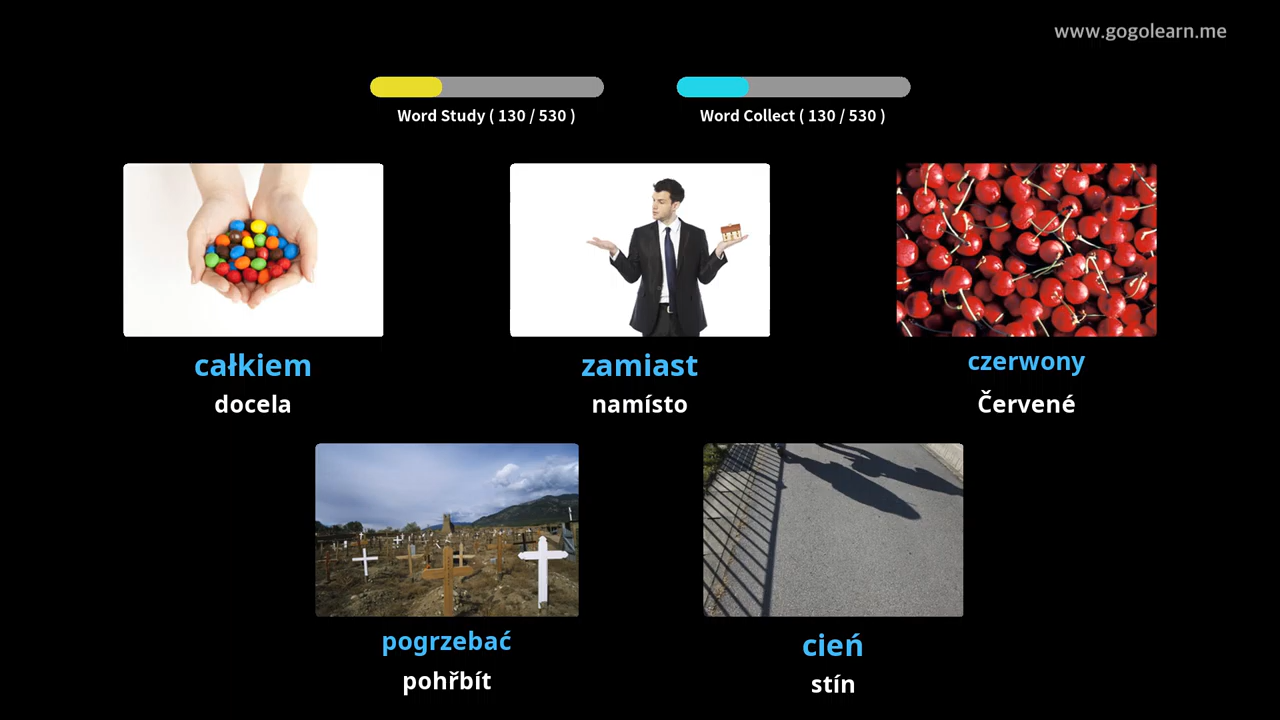 www.gogolearn.me
Word Study ( 130 / 530 )
Word Collect ( 130 / 530 )
całkiem
docela
zamiast
namísto
czerwony
Červené
pogrzebać
pohřbít
cień
stín